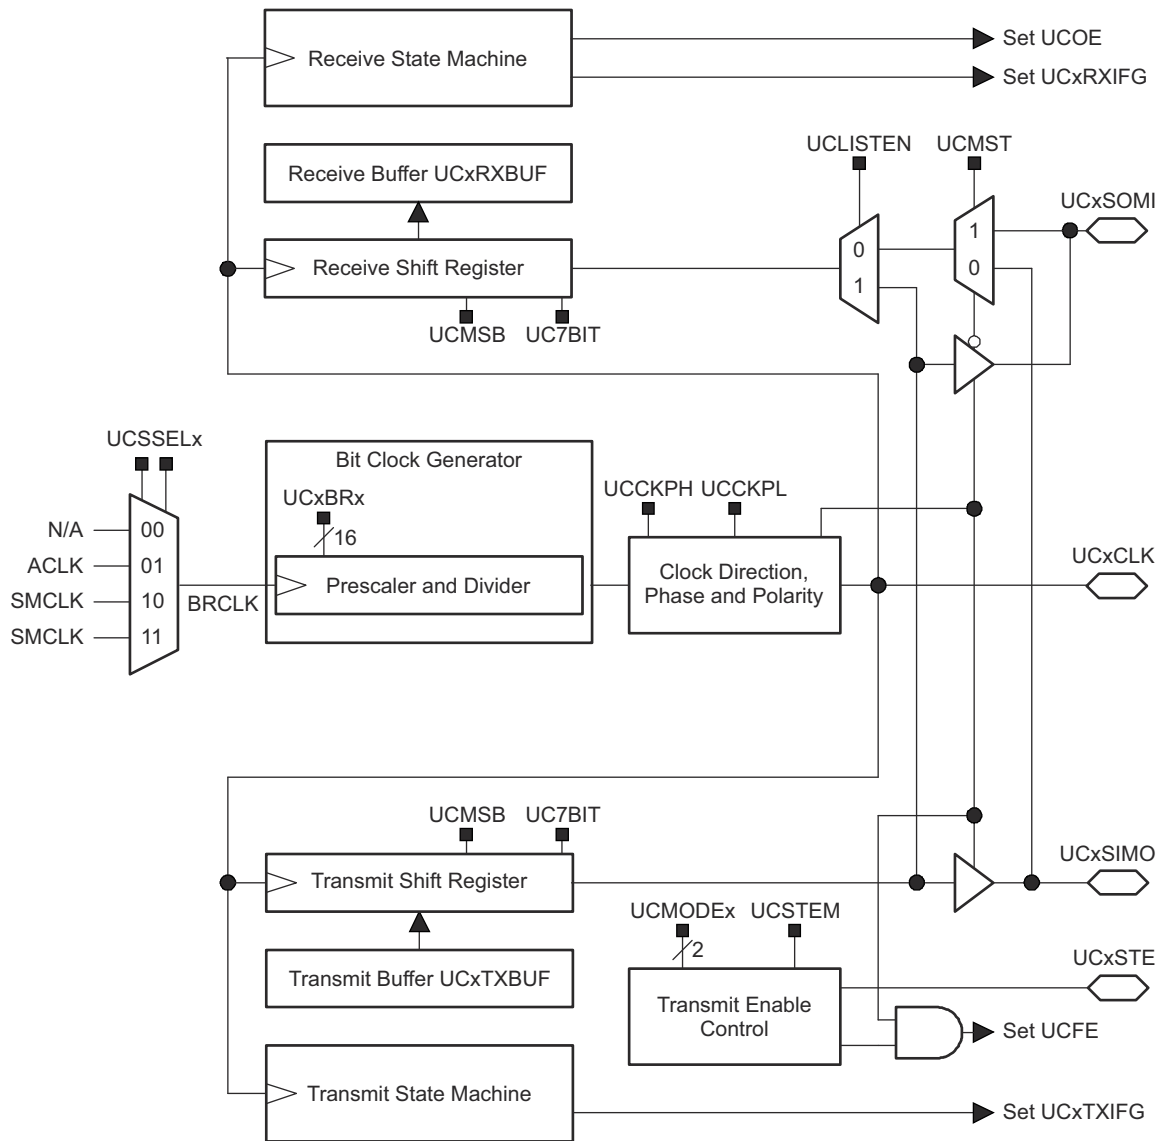 Receive State Machine
Set UCOE
Set UCxRXIFG
UCLISTEN
UCMST
Receive Buffer UCxRXBUF
UCxSOMI
1
0
0
1
Receive Shift Register
UCMSB
UC7BIT
UCSSELx
Bit Clock Generator
UCxBRx
16
UCCKPH
UCCKPL
N/A
00
ACLK
01
SMCLK
10
SMCLK
11
BRCLK
Prescaler and Divider
Clock Direction,
Phase and Polarity
UCxCLK
UCMSB
UC7BIT
Transmit Shift Register
UCxSIMO
UCMODEx
UCSTEM
2
Transmit Buffer UCxTXBUF
UCxSTE
Transmit Enable
Control
Set UCFE
Transmit State Machine
Set UCxTXIFG